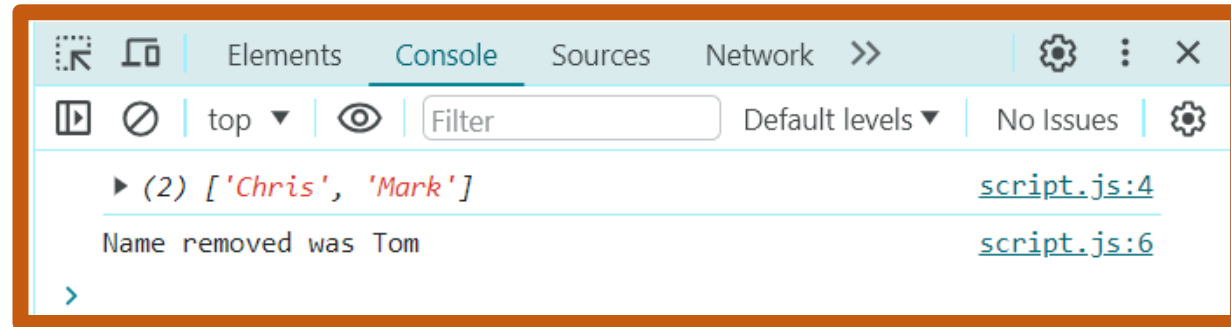 Elements Console Sources Network
top Filter Default levels No Issues
(2) ['Chris', 'Mark'] script.js:4
Name removed was Tom script.js:6